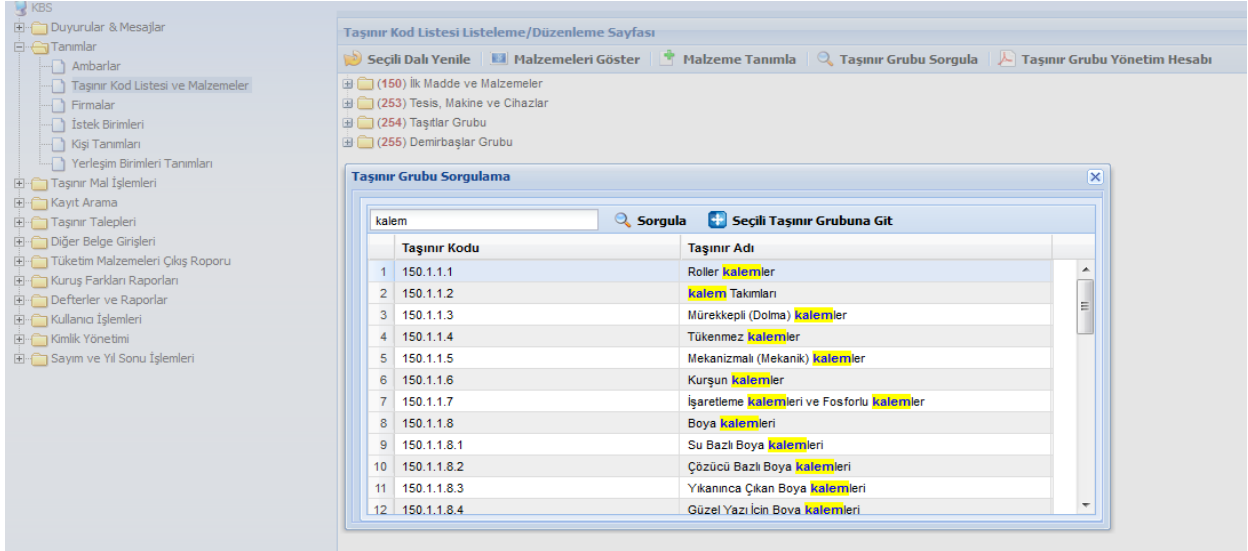 KBS
Duyurular & Mesajlar
Tanımlar
Ambarlar
Taşınır Kod Listesi ve Malzemeler
Firmalar
İstek Birimleri
Kişi Tanımları
Yerleşim Birimleri Tanımları
Taşınır Mal İşlemleri
Kayıt Arama
Taşınır Talepleri
Diğer Belge Girişleri
Tüketim Malzemeleri Çıkış Roporu
Kuruş Farkları Raporları
Defterler ve Raporlar
Kullanıcı İşlemleri
Kimlik Yönetimi
Sayım ve Yıl Sonu İşlemleri
Taşınır Kod Listesi Listeleme/Düzenleme Sayfası
Seçili Dalı Yenile Malzemeleri Göster Malzeme Tanımla Taşınır Grubu Sorgula Taşınır Grubu Yönetim Hesabı
(150) İlk Madde ve Malzemeler
(253) Tesis, Makine ve Cihazlar
(254) Taşıtlar Grubu
(255) Demirbaşlar Grubu
Taşınır Grubu Sorgulama
kalem Sorgula Seçili Taşınır Grubuna Git
Taşınır Kodu Taşınır Adı
1 150.1.1.1 Roller kalemler
2 150.1.1.2 kalem Takımları
3 150.1.1.3 Mürekkepli (Dolma) kalemler
4 150.1.1.4 Tükenmez kalemler
5 150.1.1.5 Mekanizmalı (Mekanik) kalemler
6 150.1.1.6 Kurşun kalemler
7 150.1.1.7 İşaretleme kalemleri ve Fosforlu kalemler
8 150.1.1.8 Boya kalemleri
9 150.1.1.8.1 Su Bazlı Boya kalemleri
10 150.1.1.8.2 Çözücü Bazlı Boya kalemleri
11 150.1.1.8.3 Yıkanınca Çıkan Boya kalemleri
12 150.1.1.8.4 Güzel Yazı İçin Boya kalemleri